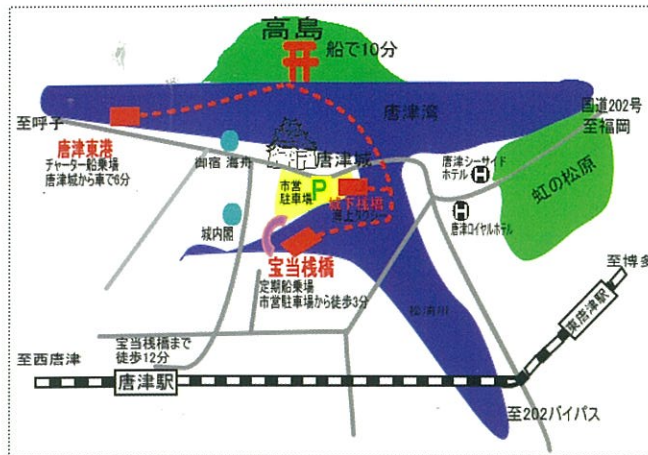 高島
船で10分
唐津湾
国道202号
至福岡
至呼子
唐津東港
チャーター船乗場
唐津城から車で6分
御宿 海舟
唐津城
唐津シーサイド
ホテル
H
虹の松原
市営
駐車場
P
城下桟橋
海上タクシー
H
唐津ロイヤルホテル
城内閣
宝当桟橋
定期船乗場
市営駐車場から徒歩3分
至博多
東唐津駅
松浦川
宝当桟橋まで
徒歩12分
至西唐津
唐津駅
至202バイパス